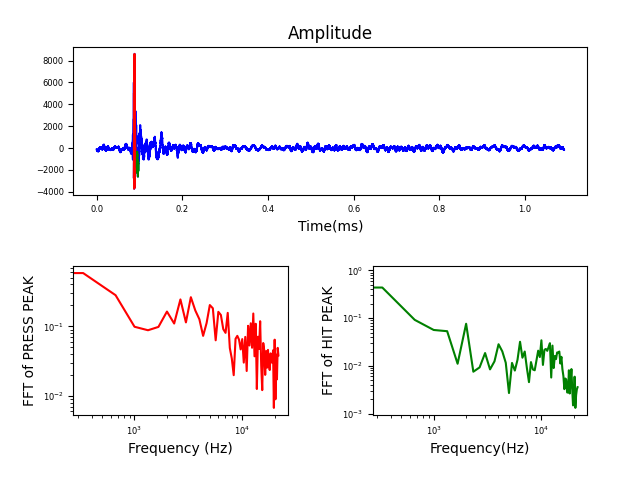 Amplitude
8000
6000
4000
2000
0
−2000
−4000
0.0 0.2 0.4 0.6 0.8 1.0
Time(ms)
FFT of PRESS PEAK
10⁻¹
10⁻²
10³ 10⁴
Frequency (Hz)
FFT of HIT PEAK
10⁰
10⁻¹
10⁻²
10⁻³
10³ 10⁴
Frequency(Hz)